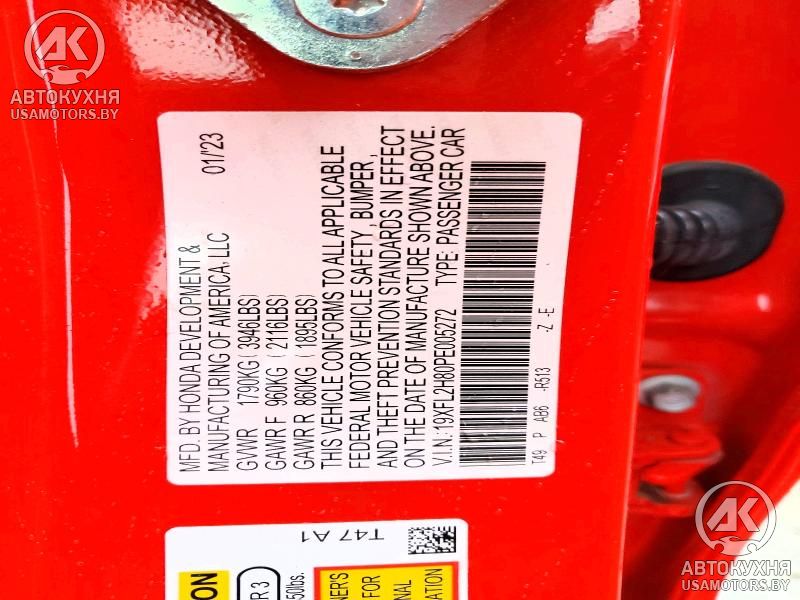 АК
АВТОКУХНЯ
USAMOTORS.BY
MFD. BY HONDA DEVELOPMENT & 01/'23
MANUFACTURING OF AMERICA, LLC
GVWR 1790KG( 3946LBS)
GAWR F 960KG ( 2116LBS)
GAWR R 860KG ( 1895LBS)
THIS VEHICLE CONFORMS TO ALL APPLICABLE
FEDERAL MOTOR VEHICLE SAFETY, BUMPER,
AND THEFT PREVENTION STANDARDS IN EFFECT
ON THE DATE OF MANUFACTURE SHOWN ABOVE.
V.I.N.: 19XFL2H80PE005272 TYPE: PASSENGER CAR
T49 P AB6 -R513 -Z -E
T47 A1
АК
АВТОКУХНЯ
USAMOTORS.BY